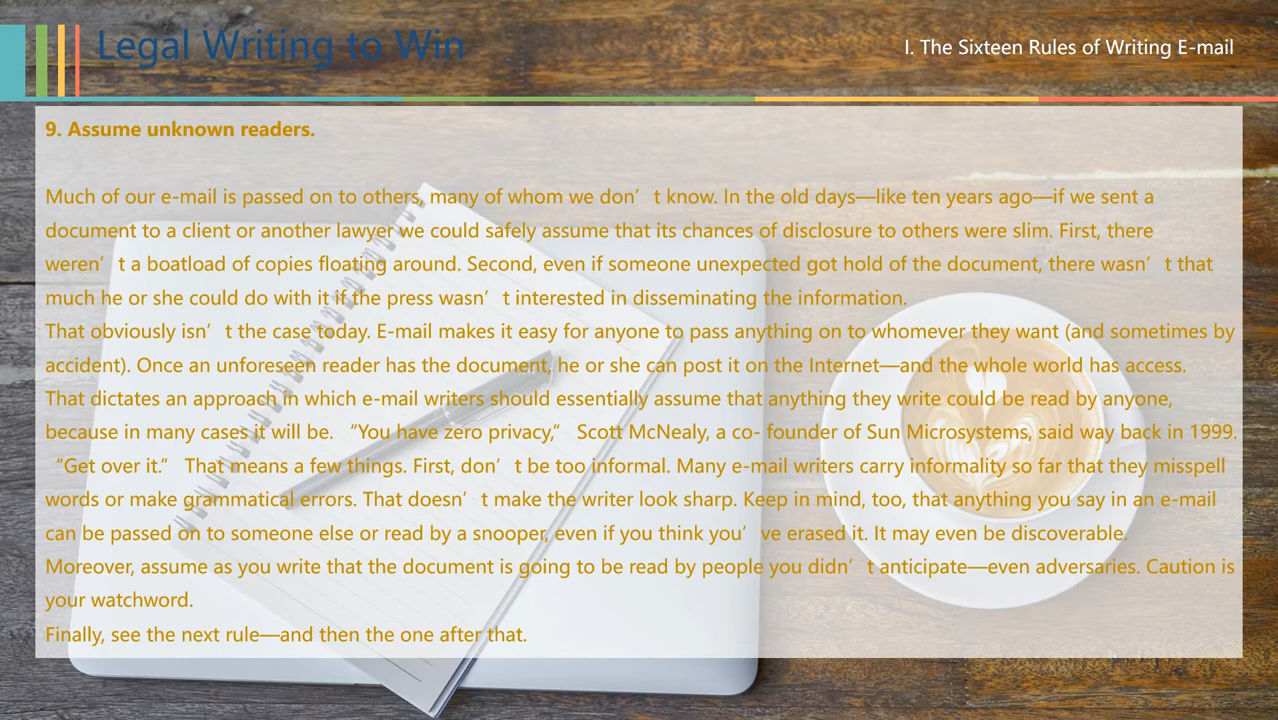 Legal Writing to Win
I. The Sixteen Rules of Writing E-mail
9. Assume unknown readers.
Much of our e-mail is passed on to others, many of whom we don’t know. In the old days—like ten years ago—if we sent a
document to a client or another lawyer we could safely assume that its chances of disclosure to others were slim. First, there
weren’t a boatload of copies floating around. Second, even if someone unexpected got hold of the document, there wasn’t that
much he or she could do with it if the press wasn’t interested in disseminating the information.
That obviously isn’t the case today. E-mail makes it easy for anyone to pass anything on to whomever they want (and sometimes by
accident). Once an unforeseen reader has the document, he or she can post it on the Internet—and the whole world has access.
That dictates an approach in which e-mail writers should essentially assume that anything they write could be read by anyone,
because in many cases it will be. “You have zero privacy,” Scott McNealy, a co- founder of Sun Microsystems, said way back in 1999.
“Get over it.“ That means a few things. First, don’t be too informal. Many e-mail writers carry informality so far that they misspell
words or make grammatical errors. That doesn’t make the writer look sharp. Keep in mind, too, that anything you say in an e-mail
can be passed on to someone else or read by a snooper, even if you think you’ve erased it. It may even be discoverable.
Moreover, assume as you write that the document is going to be read by people you didn’t anticipate—even adversaries. Caution is
your watchword.
Finally, see the next rule—and then the one after that.